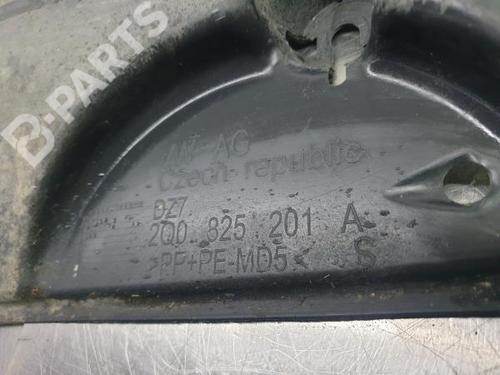 B-PARTS
VW AG
Czech republic
DZ7
2Q0 825 201 A
>PP+PE-MD5< S